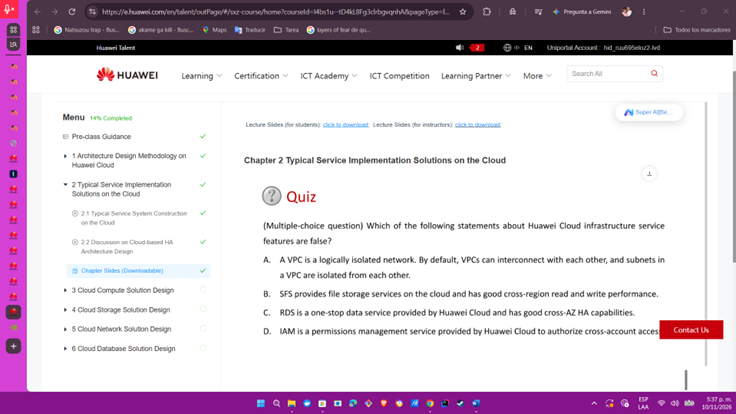 https://e.huawei.com/en/talent/outPage/#/sxz-course/home?courseId=
Pregunta a Gemini
Natsuzou trap - Busc...
akame ga kill - Busc...
Maps
Traducir
Tarea
layers of dear de qu...
Todos los marcadores
Huawei Talent
2
EN
Uniportal Account : hid_ruu695eloz2-lvd
HUAWEI
Learning
Certification
ICT Academy
ICT Competition
Learning Partner
More
Search All
Menu 14% Completed
Pre-class Guidance
1 Architecture Design Methodology on
Huawei Cloud
2 Typical Service Implementation
Solutions on the Cloud
2.1 Typical Service System Construction
on the Cloud
2.2 Discussion on Cloud-based HA
Architecture Design
Chapter Slides (Downloadable)
3 Cloud Compute Solution Design
4 Cloud Storage Solution Design
5 Cloud Network Solution Design
6 Cloud Database Solution Design
Lecture Slides (for students): click to download; Lecture Slides (for instructors): click to download;
Chapter 2 Typical Service Implementation Solutions on the Cloud
? Quiz
(Multiple-choice question) Which of the following statements about Huawei Cloud infrastructure service
features are false?
A. A VPC is a logically isolated network. By default, VPCs can interconnect with each other, and subnets in
a VPC are isolated from each other.
B. SFS provides file storage services on the cloud and has good cross-region read and write performance.
C. RDS is a one-stop data service provided by Huawei Cloud and has good cross-AZ HA capabilities.
D. IAM is a permissions management service provided by Huawei Cloud to authorize cross-account acces
Contact Us
1
ESP
LAA
5:37 p. m.
10/11/2026